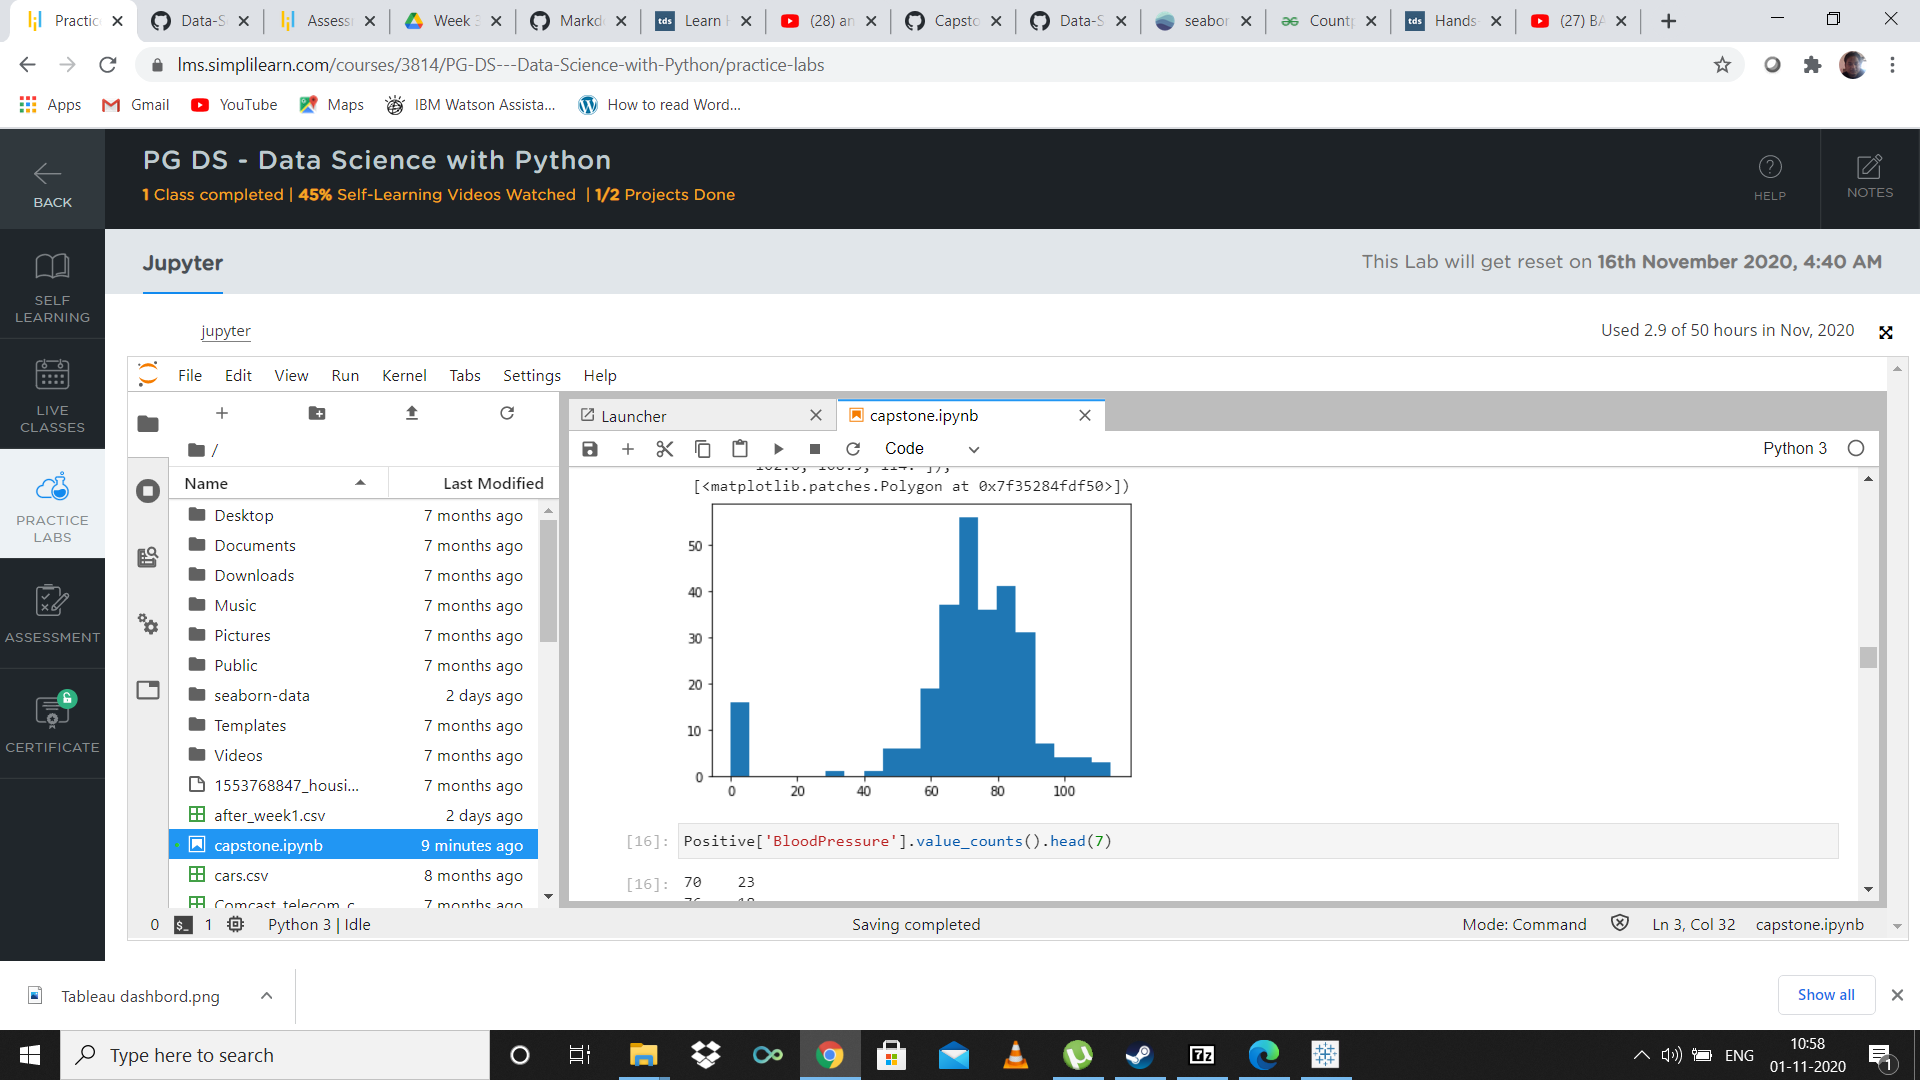 Practic
Data-S
Assessm
Week 3
Markdo
tds Learn
(28) an
Capsto
Data-S
seabor
Countp
tds Hands
(27) BA
lms.simplilearn.com/courses/3814/PG-DS---Data-Science-with-Python/practice-labs
Apps Gmail YouTube Maps IBM Watson Assista... How to read Word...
BACK
PG DS - Data Science with Python
1 Class completed | 45% Self-Learning Videos Watched | 1/2 Projects Done
HELP
NOTES
SELF
LEARNING
LIVE
CLASSES
PRACTICE
LABS
ASSESSMENT
CERTIFICATE
Jupyter
This Lab will get reset on 16th November 2020, 4:40 AM
jupyter
Used 2.9 of 50 hours in Nov, 2020
File Edit View Run Kernel Tabs Settings Help
/
Name Last Modified
Desktop 7 months ago
Documents 7 months ago
Downloads 7 months ago
Music 7 months ago
Pictures 7 months ago
Public 7 months ago
seaborn-data 2 days ago
Templates 7 months ago
Videos 7 months ago
1553768847_housi... 7 months ago
after_week1.csv 2 days ago
capstone.ipynb 9 minutes ago
cars.csv 8 months ago
Comcast_telecom_c 7 months ago
Launcher
capstone.ipynb
Code
Python 3
[<matplotlib.patches.Polygon at 0x7f35284fdf50>])
50
40
30
20
10
0
0 20 40 60 80 100
[16]: Positive['BloodPressure'].value_counts().head(7)
[16]: 70 23
0 $_ 1 Python 3 | Idle Saving completed Mode: Command Ln 3, Col 32 capstone.ipynb
Tableau dashbord.png
Show all
Type here to search
7z
ENG
10:58
01-11-2020
1